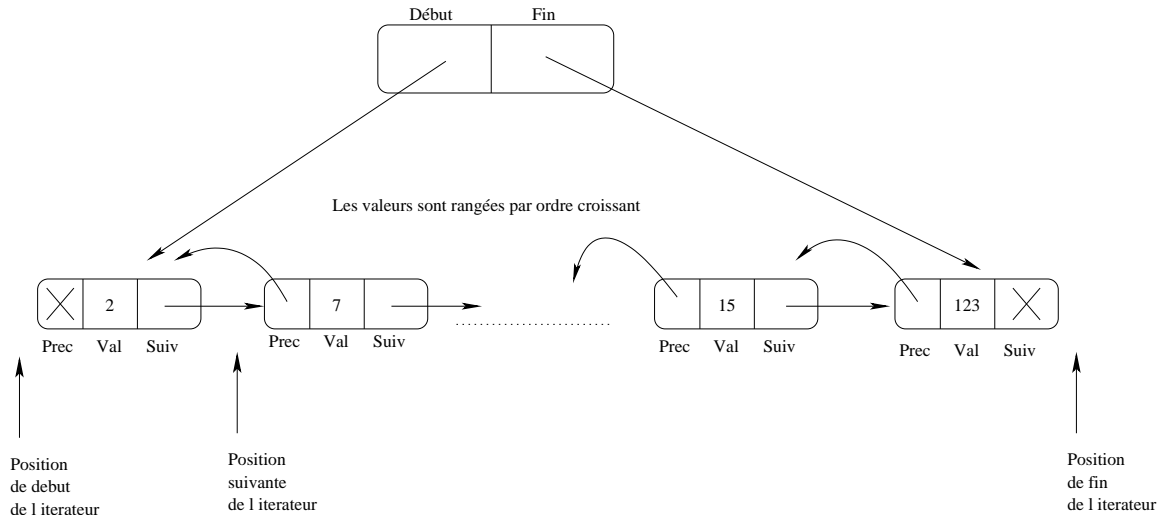 Début Fin
Les valeurs sont rangées par ordre croissant
2 7 15 123
Prec Val Suiv Prec Val Suiv Prec Val Suiv Prec Val Suiv
Position
de debut
de l iterateur
Position
suivante
de l iterateur
Position
de fin
de l iterateur